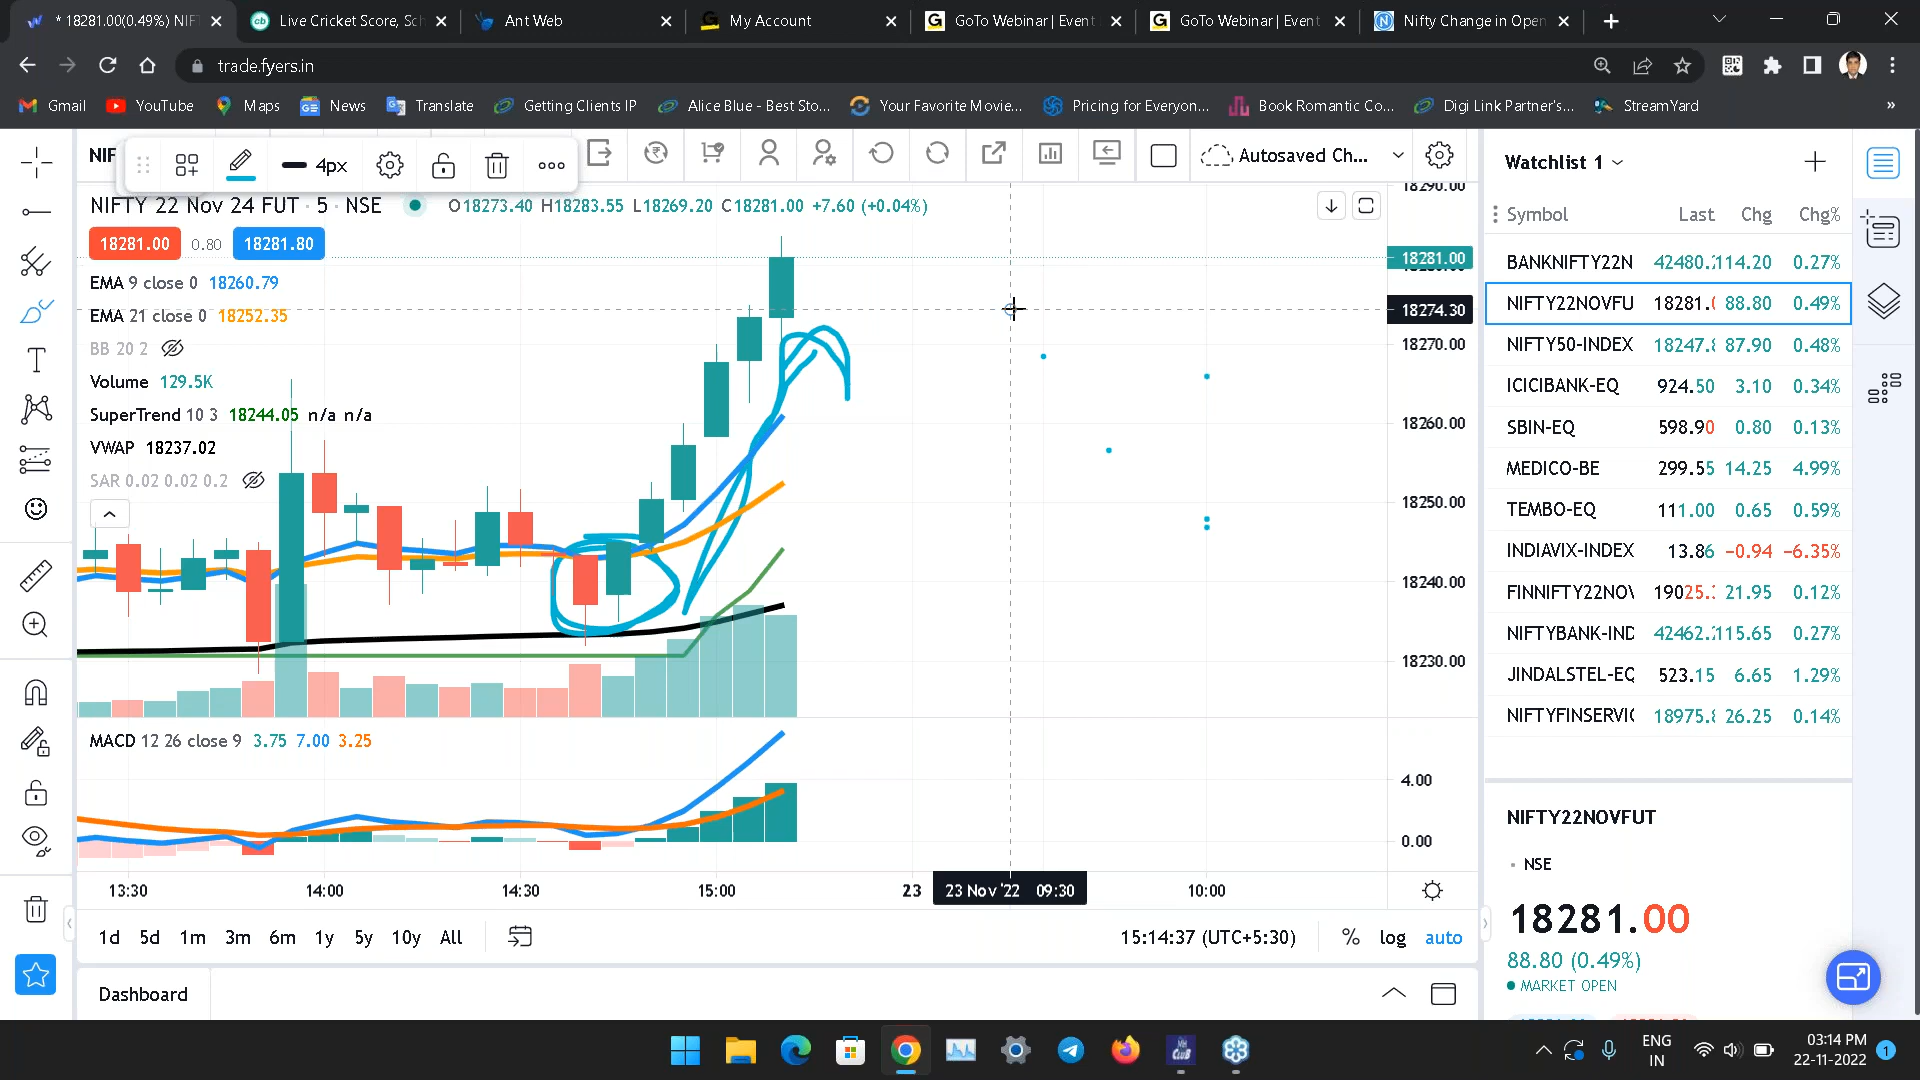 * 18281.00(0.49%) NIF
Live Cricket Score, Sch
Ant Web
My Account
GoTo Webinar | Event
GoTo Webinar | Event
Nifty Change in Open
trade.fyers.in
Gmail
YouTube
Maps
News
Translate
Getting Clients IP
Alice Blue - Best Sto...
Your Favorite Movie...
Pricing for Everyon...
Book Romantic Co...
Digi Link Partner's...
StreamYard
»
NIF
4px
Autosaved Ch...
NIFTY 22 Nov 24 FUT · 5 · NSE
O18273.40 H18283.55 L18269.20 C18281.00 +7.60 (+0.04%)
18281.00 0.80 18281.80
EMA 9 close 0 18260.79
EMA 21 close 0 18252.35
BB 20 2
Volume 129.5K
SuperTrend 10 3 18244.05 n/a n/a
VWAP 18237.02
SAR 0.02 0.02 0.2
18290.00
18281.00
18274.30
18270.00
18260.00
18250.00
18240.00
18230.00
MACD 12 26 close 9 3.75 7.00 3.25
4.00
0.00
13:30 14:00 14:30 15:00 23 23 Nov '22 09:30 10:00
1d 5d 1m 3m 6m 1y 5y 10y All
15:14:37 (UTC+5:30) % log auto
Dashboard
Watchlist 1
Symbol Last Chg Chg%
BANKNIFTY22N 42480. 114.20 0.27%
NIFTY22NOVFU 18281. 88.80 0.49%
NIFTY50-INDEX 18247. 87.90 0.48%
ICICIBANK-EQ 924.50 3.10 0.34%
SBIN-EQ 598.90 0.80 0.13%
MEDICO-BE 299.55 14.25 4.99%
TEMBO-EQ 111.00 0.65 0.59%
INDIAVIX-INDEX 13.86 −0.94 −6.35%
FINNIFTY22NOV 19025. 21.95 0.12%
NIFTYBANK-IND 42462. 115.65 0.27%
JINDALSTEL-EQ 523.15 6.65 1.29%
NIFTYFINSERVI 18975. 26.25 0.14%
NIFTY22NOVFUT
NSE
18281.00
88.80 (0.49%)
MARKET OPEN
MH CLUB
ENG
IN
03:14 PM
22-11-2022
1